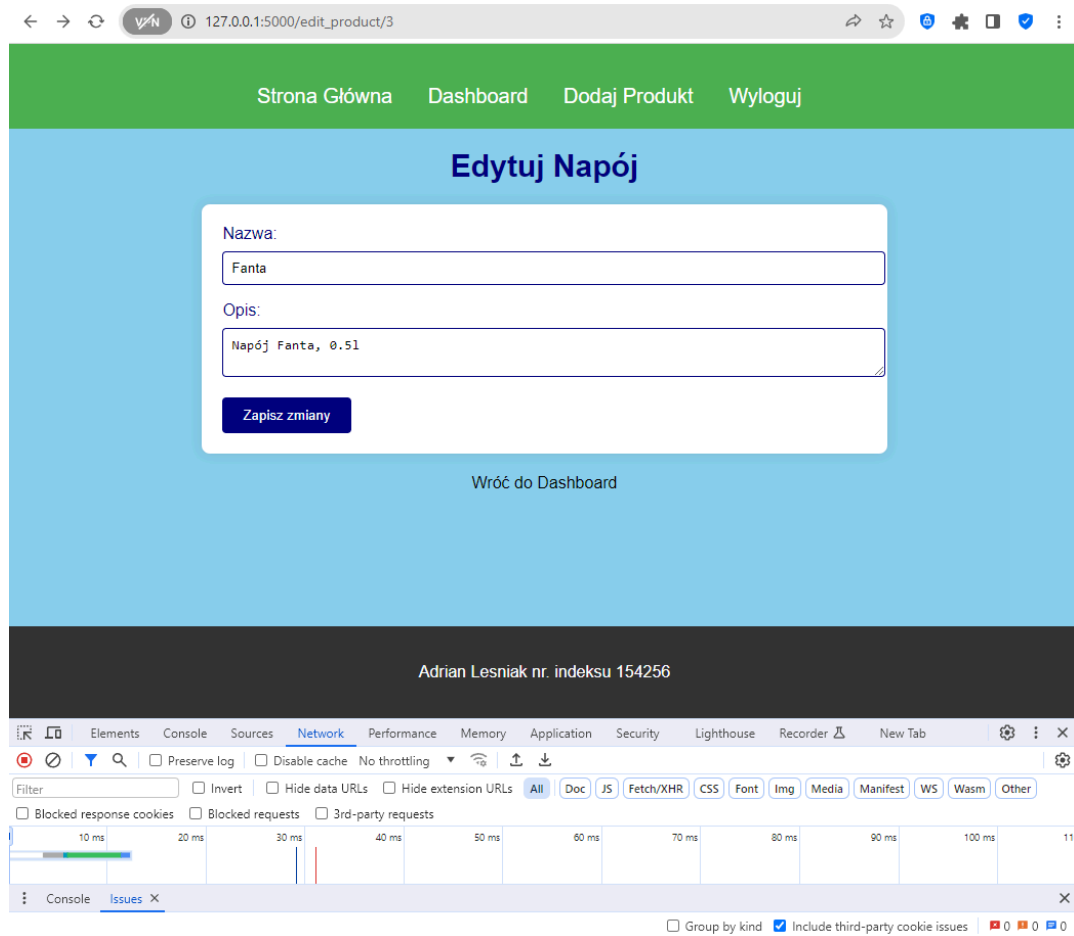 VPN 127.0.0.1:5000/edit_product/3
Strona Główna Dashboard Dodaj Produkt Wyloguj
Edytuj Napój
Nazwa:
Fanta
Opis:
Napój Fanta, 0.5l
Zapisz zmiany
Wróć do Dashboard
Adrian Lesniak nr. indeksu 154256
Elements Console Sources Network Performance Memory Application Security Lighthouse Recorder New Tab
Preserve log Disable cache No throttling
Filter Invert Hide data URLs Hide extension URLs All Doc JS Fetch/XHR CSS Font Img Media Manifest WS Wasm Other
Blocked response cookies Blocked requests 3rd-party requests
10 ms 20 ms 30 ms 40 ms 50 ms 60 ms 70 ms 80 ms 90 ms 100 ms 11
Console Issues
Group by kind Include third-party cookie issues 0 0 0